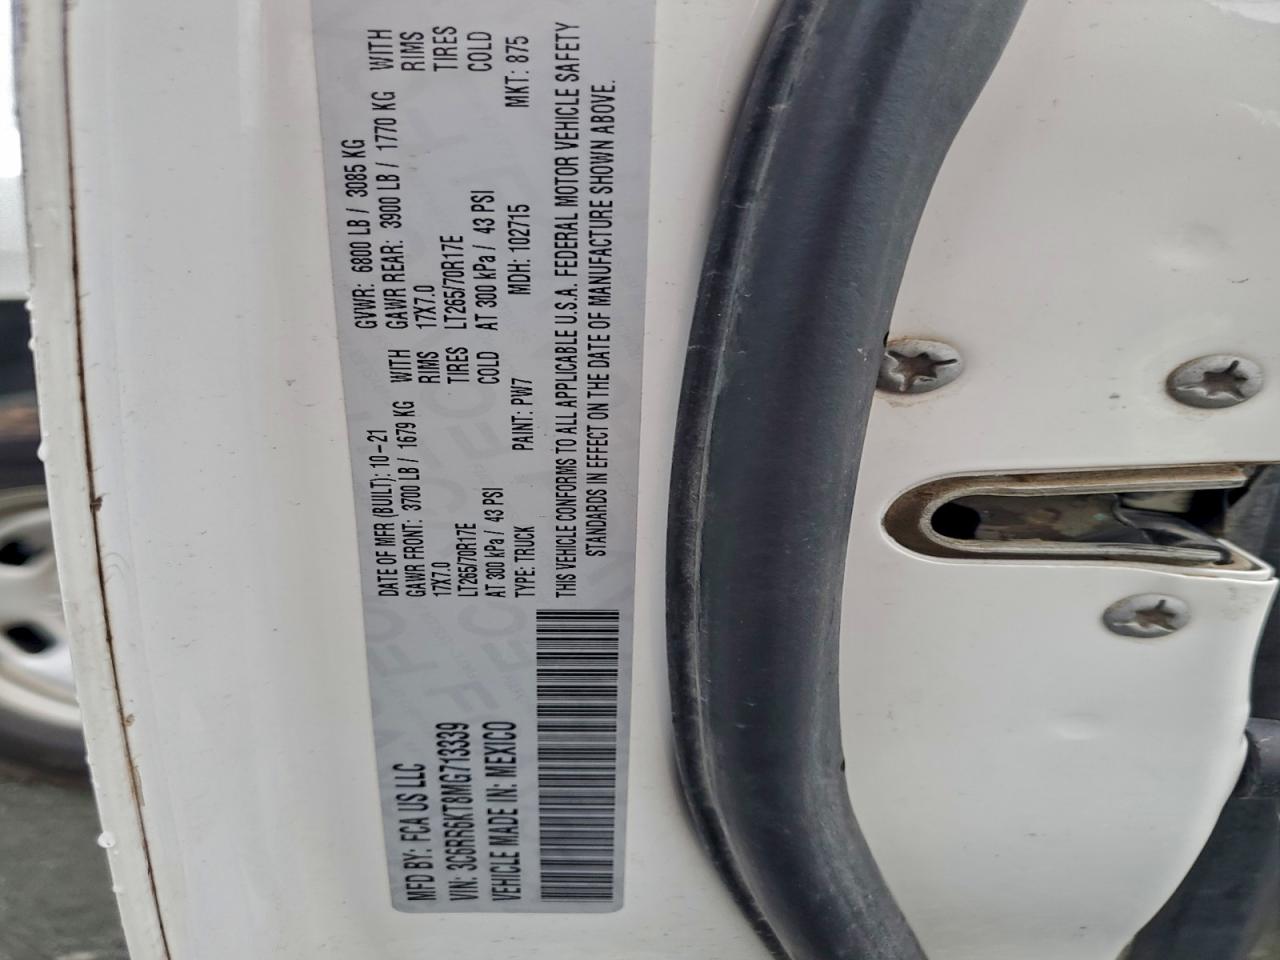 MFD BY: FCA US LLC
VIN: 3C6RR6KT8MG713339
VEHICLE MADE IN: MEXICO
DATE OF MFR (BUILT): 10-21 GVWR: 6800 LB / 3085 KG
GAWR FRONT: 3700 LB / 1679 KG WITH GAWR REAR: 3900 LB / 1770 KG WITH
17X7.0 RIMS 17X7.0 RIMS
LT265/70R17E TIRES LT265/70R17E TIRES
AT 300 kPa / 43 PSI COLD AT 300 kPa / 43 PSI COLD
TYPE: TRUCK PAINT: PW7 MDH: 102715 MKT: 875
THIS VEHICLE CONFORMS TO ALL APPLICABLE U.S.A. FEDERAL MOTOR VEHICLE SAFETY
STANDARDS IN EFFECT ON THE DATE OF MANUFACTURE SHOWN ABOVE.